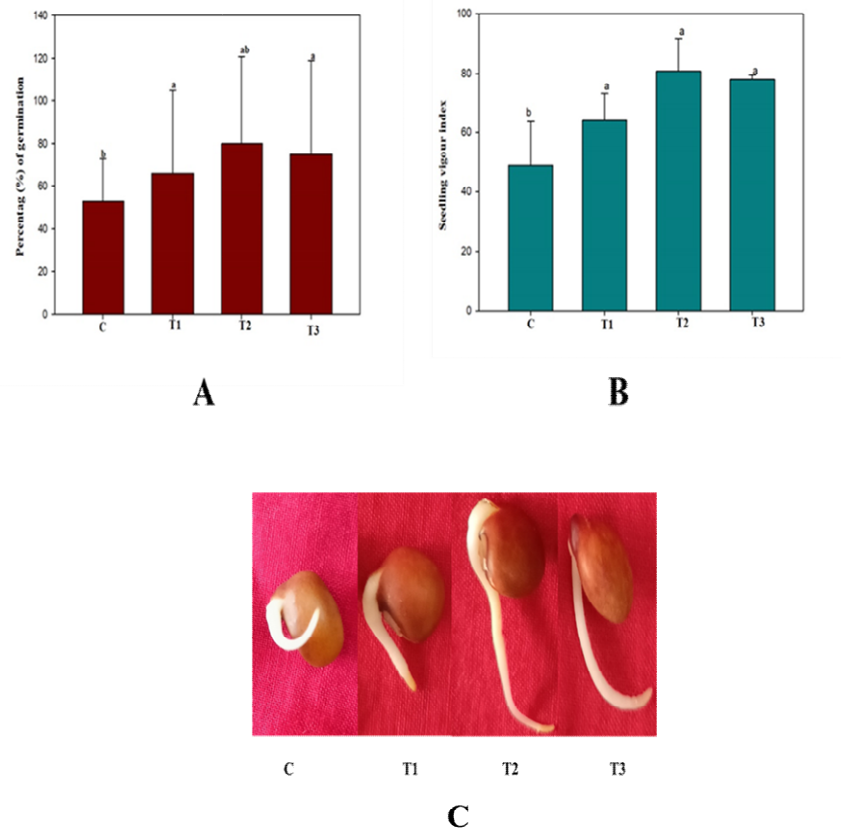 140
120
100
80
60
40
20
0
Percentag (%) of germination
b
a
ab
a
C
T1
T2
T3
A
100
80
60
40
20
0
Seedling vigour index
b
a
a
a
C
T1
T2
T3
B
C
T1
T2
T3
C